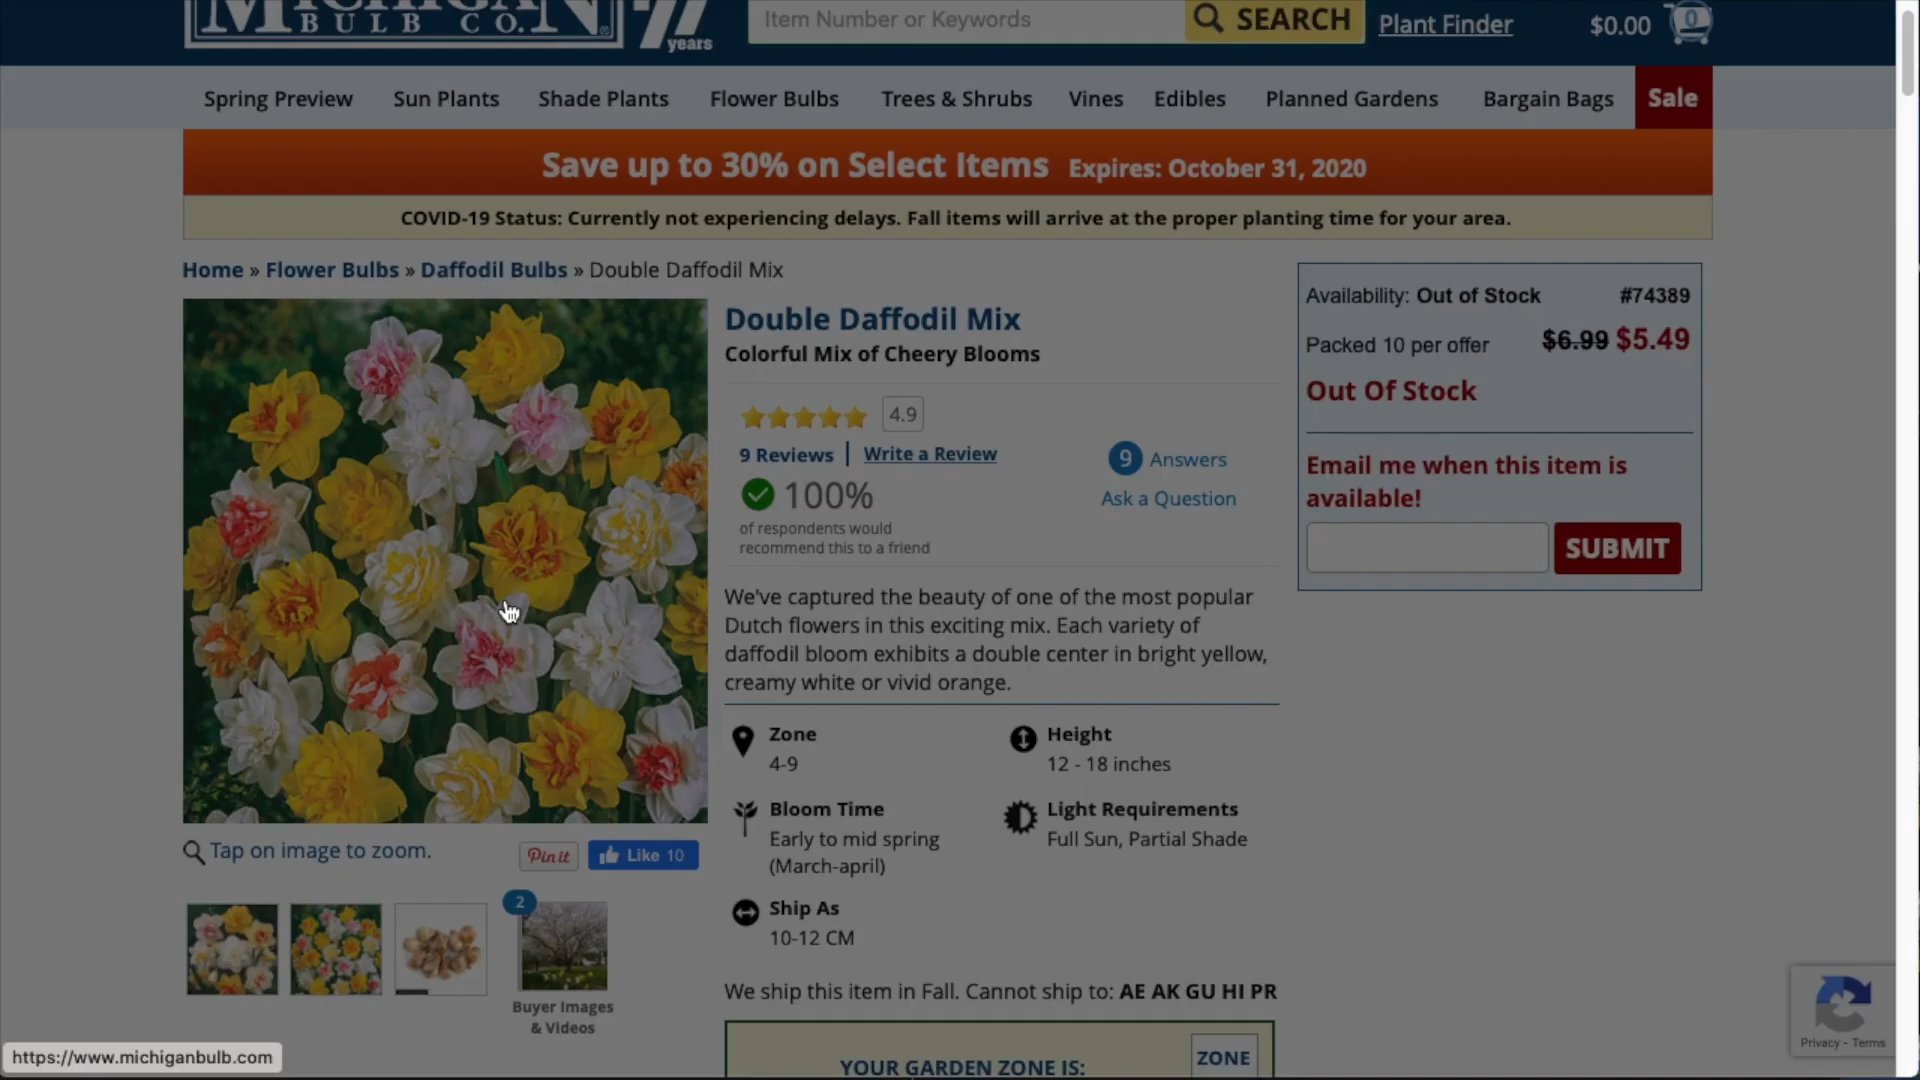 MICHIGAN
BULB CO.®
77
years
Item Number or Keywords
SEARCH
Plant Finder
$0.00
0
Spring Preview
Sun Plants
Shade Plants
Flower Bulbs
Trees & Shrubs
Vines
Edibles
Planned Gardens
Bargain Bags
Sale
Save up to 30% on Select Items Expires: October 31, 2020
COVID-19 Status: Currently not experiencing delays. Fall items will arrive at the proper planting time for your area.
Home » Flower Bulbs » Daffodil Bulbs » Double Daffodil Mix
Double Daffodil Mix
Colorful Mix of Cheery Blooms
4.9
9 Reviews | Write a Review
100%
of respondents would
recommend this to a friend
9 Answers
Ask a Question
We've captured the beauty of one of the most popular
Dutch flowers in this exciting mix. Each variety of
daffodil bloom exhibits a double center in bright yellow,
creamy white or vivid orange.
Zone
4-9
Height
12 - 18 inches
Bloom Time
Early to mid spring
(March-april)
Light Requirements
Full Sun, Partial Shade
Ship As
10-12 CM
We ship this item in Fall. Cannot ship to: AE AK GU HI PR
YOUR GARDEN ZONE IS:
ZONE
Availability: Out of Stock #74389
Packed 10 per offer $6.99 $5.49
Out Of Stock
Email me when this item is
available!
SUBMIT
Tap on image to zoom.
Pin it
Like 10
2
Buyer Images
& Videos
Privacy - Terms
https://www.michiganbulb.com